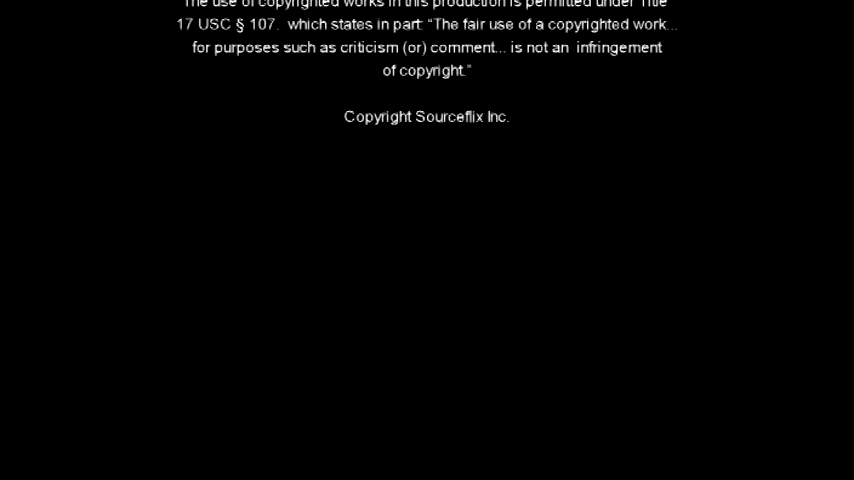 The use of copyrighted works in this production is permitted under Title
17 USC § 107. which states in part: “The fair use of a copyrighted work...
for purposes such as criticism (or) comment... is not an infringement
of copyright.”
Copyright Sourceflix Inc.